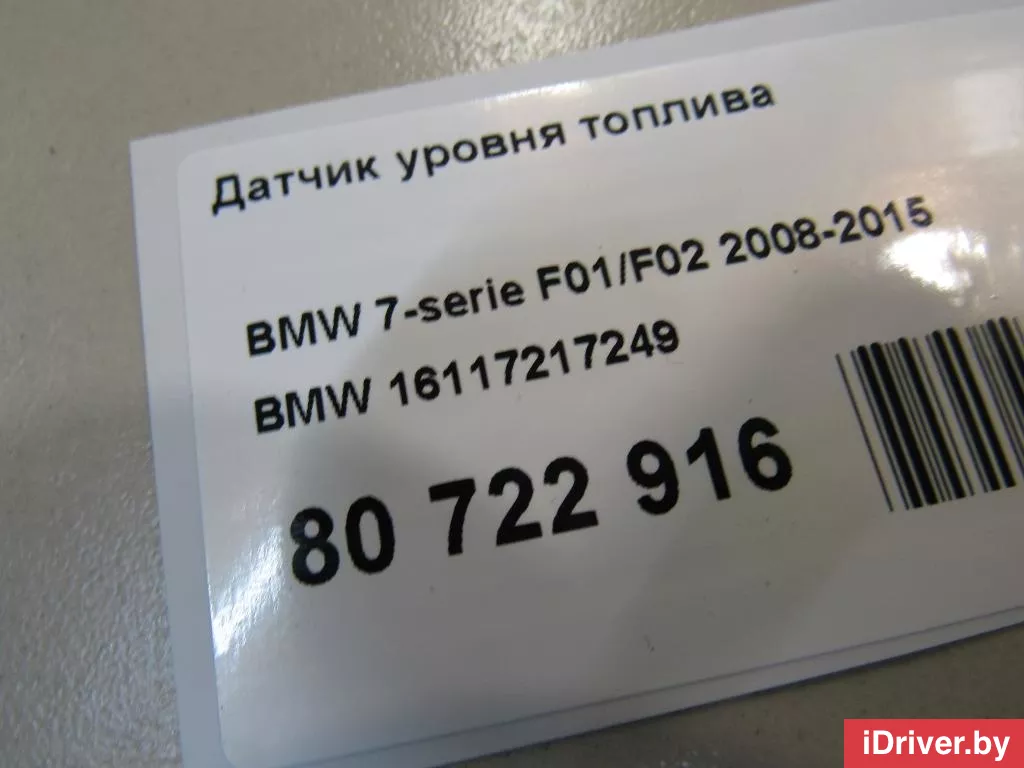 Датчик уровня топлива
BMW 7-serie F01/F02 2008-2015
BMW 16117217249
80 722 916
iDriver.by